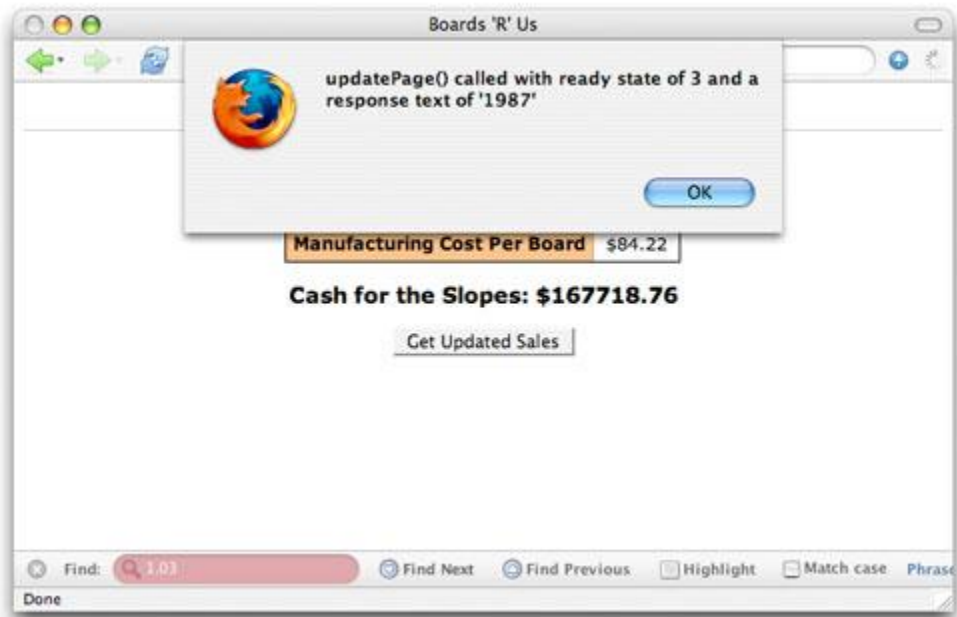 Boards 'R' Us
updatePage() called with ready state of 3 and a
response text of '1987'
OK
Manufacturing Cost Per Board $84.22
Cash for the Slopes: $167718.76
Get Updated Sales
Find: 1.03 Find Next Find Previous Highlight Match case Phrase
Done